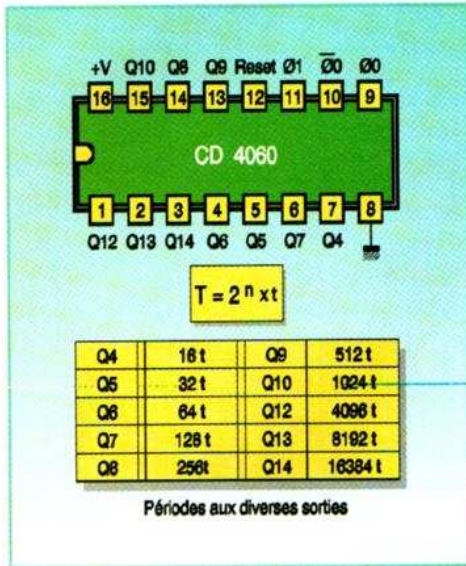 +V Q10 Q8 Q9 Reset Ø1 Ø0 Ø0
16 15 14 13 12 11 10 9
CD 4060
1 2 3 4 5 6 7 8
Q12 Q13 Q14 Q6 Q5 Q7 Q4
T = 2ⁿ x t
Q4 16 t Q9 512 t
Q5 32 t Q10 1024 t
Q6 64 t Q12 4096 t
Q7 128 t Q13 8192 t
Q8 256t Q14 16384 t
Périodes aux diverses sorties